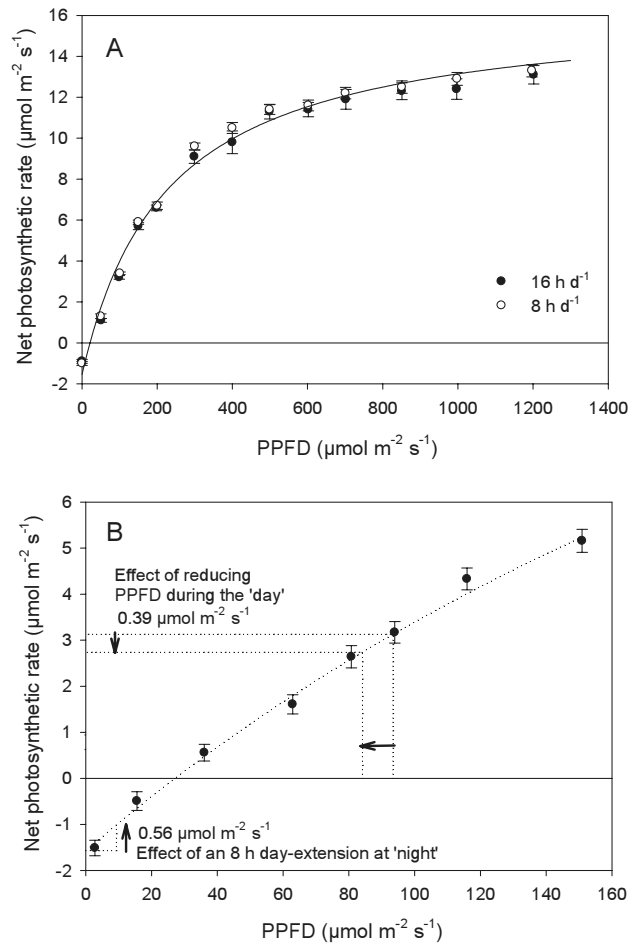 A
16
14
12
10
8
6
4
2
0
-2
Net photosynthetic rate (µmol m-2 s-1)
16 h d-1
8 h d-1
0 200 400 600 800 1000 1200 1400
PPFD (µmol m-2 s-1)
B
6
5
4
3
2
1
0
-1
-2
Net photosynthetic rate (µmol m-2 s-1)
Effect of reducing
PPFD during the 'day'
0.39 µmol m-2 s-1
0.56 µmol m-2 s-1
Effect of an 8 h day-extension at 'night'
0 20 40 60 80 100 120 140 160
PPFD (µmol m-2 s-1)